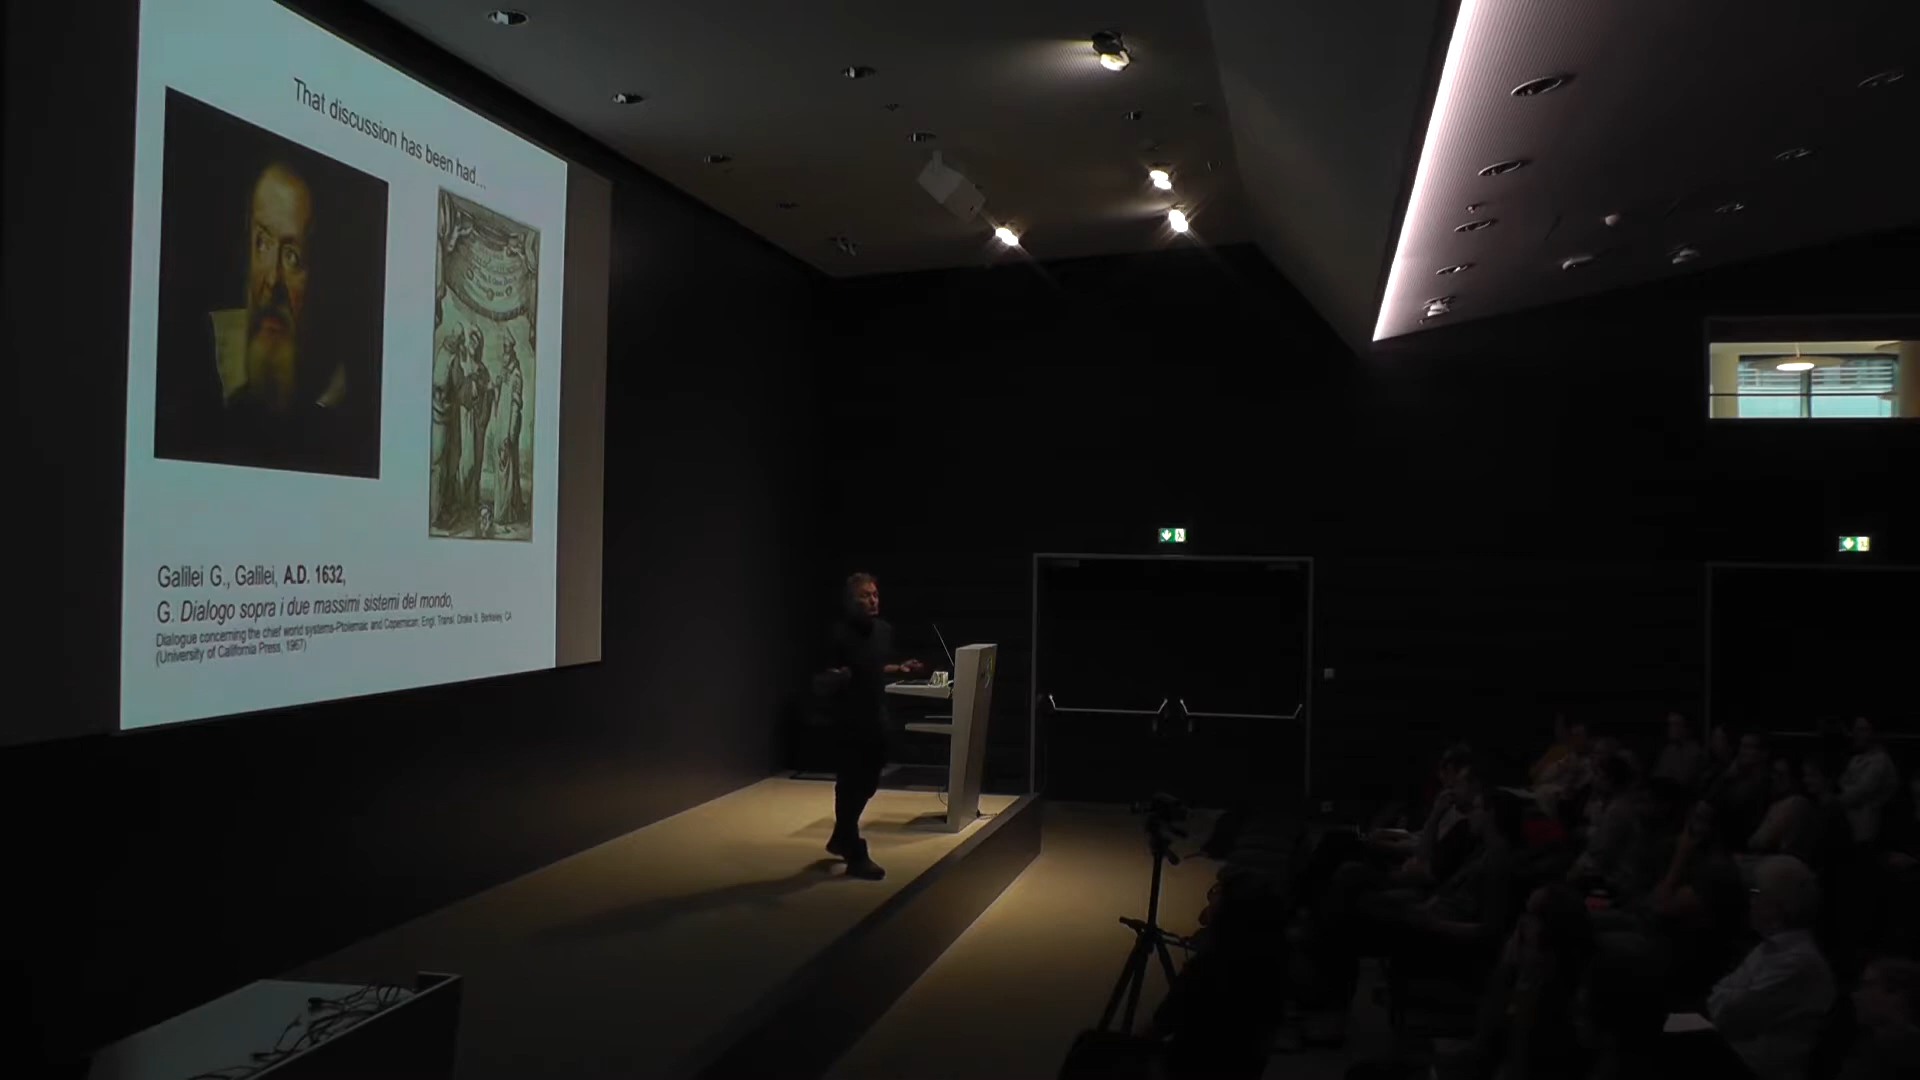 That discussion has been had...
Galilei G., Galilei, A.D. 1632,
G. Dialogo sopra i due massimi sistemi del mondo,
Dialogue concerning the chief world systems-Ptolemaic and Copernican, Engl. Transl. Drake S. Berkeley, CA
(University of California Press, 1967)